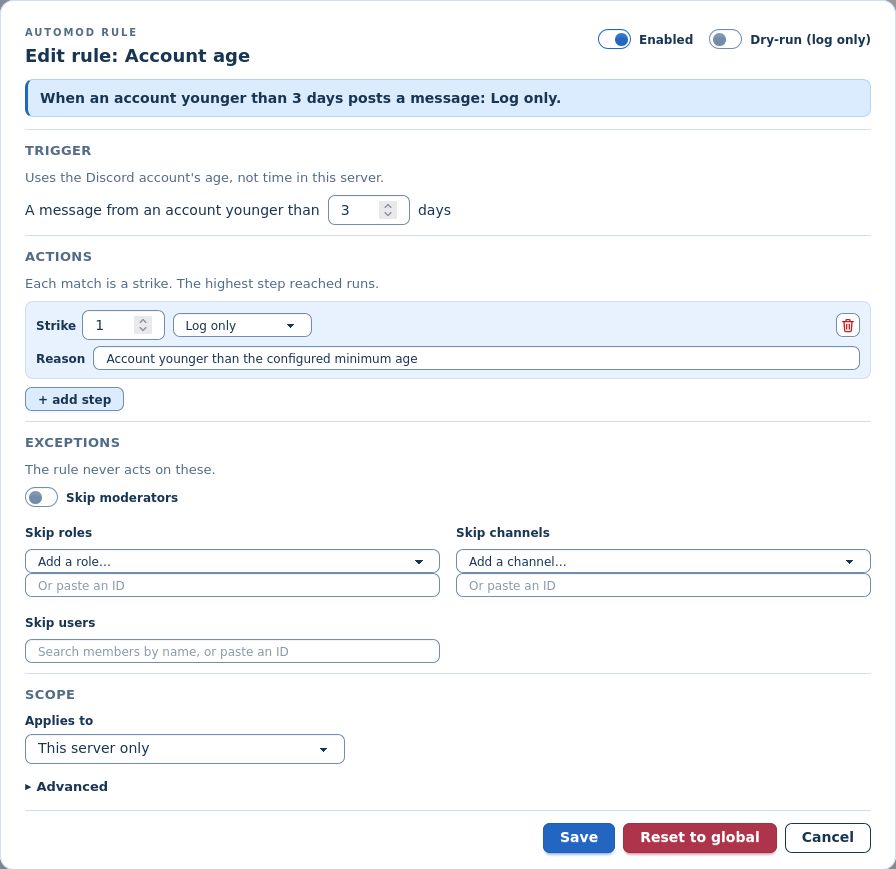 AUTOMOD RULE
Edit rule: Account age
Enabled
Dry-run (log only)
When an account younger than 3 days posts a message: Log only.
TRIGGER
Uses the Discord account's age, not time in this server.
A message from an account younger than 3 days
ACTIONS
Each match is a strike. The highest step reached runs.
Strike 1 Log only
Reason Account younger than the configured minimum age
+ add step
EXCEPTIONS
The rule never acts on these.
Skip moderators
Skip roles
Add a role...
Or paste an ID
Skip channels
Add a channel...
Or paste an ID
Skip users
Search members by name, or paste an ID
SCOPE
Applies to
This server only
▸ Advanced
Save
Reset to global
Cancel